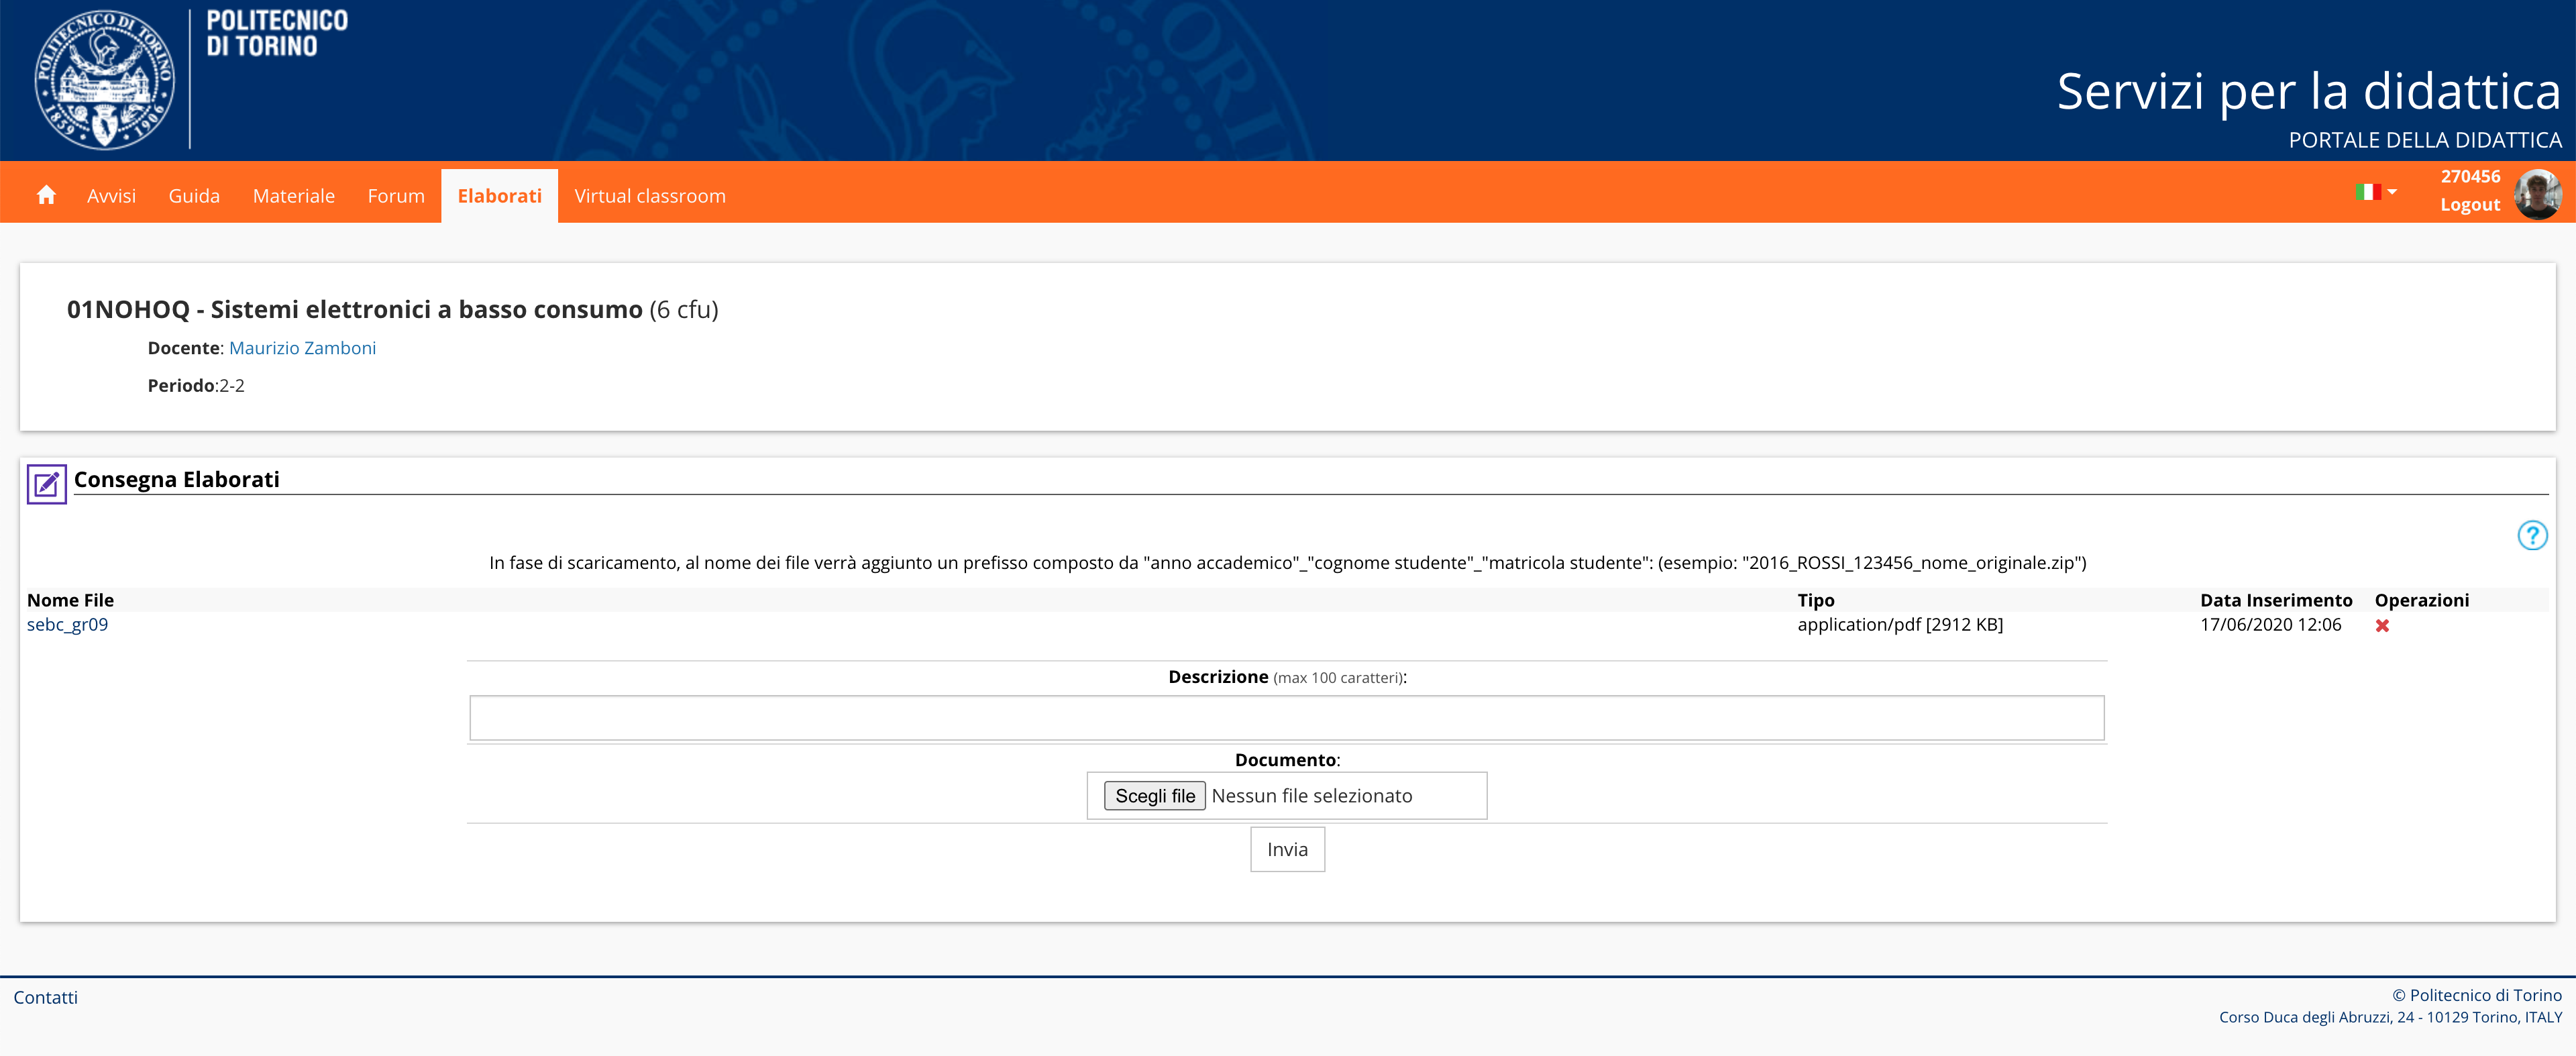 POLITECNICO
DI TORINO
POLITECNICO DI TORINO
1859
1906
Servizi per la didattica
PORTALE DELLA DIDATTICA
Avvisi Guida Materiale Forum Elaborati Virtual classroom
270456
Logout
01NOHOQ - Sistemi elettronici a basso consumo (6 cfu)
Docente: Maurizio Zamboni
Periodo:2-2
Consegna Elaborati
?
In fase di scaricamento, al nome dei file verrà aggiunto un prefisso composto da "anno accademico"_"cognome studente"_"matricola studente": (esempio: "2016_ROSSI_123456_nome_originale.zip")
Nome File Tipo Data Inserimento Operazioni
sebc_gr09 application/pdf [2912 KB] 17/06/2020 12:06
Descrizione (max 100 caratteri):
Documento:
Scegli file Nessun file selezionato
Invia
Contatti
© Politecnico di Torino
Corso Duca degli Abruzzi, 24 - 10129 Torino, ITALY